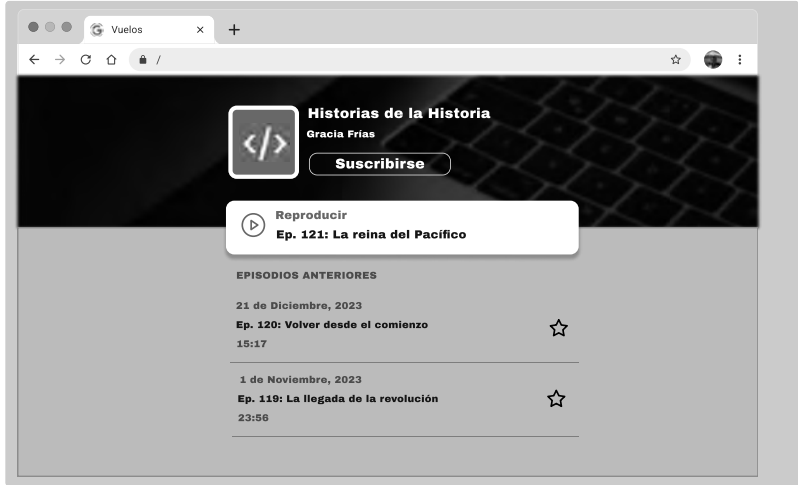 Vuelos
/
</>
Historias de la Historia
Gracia Frías
Suscribirse
Reproducir
Ep. 121: La reina del Pacífico
EPISODIOS ANTERIORES
21 de Diciembre, 2023
Ep. 120: Volver desde el comienzo
15:17
1 de Noviembre, 2023
Ep. 119: La llegada de la revolución
23:56